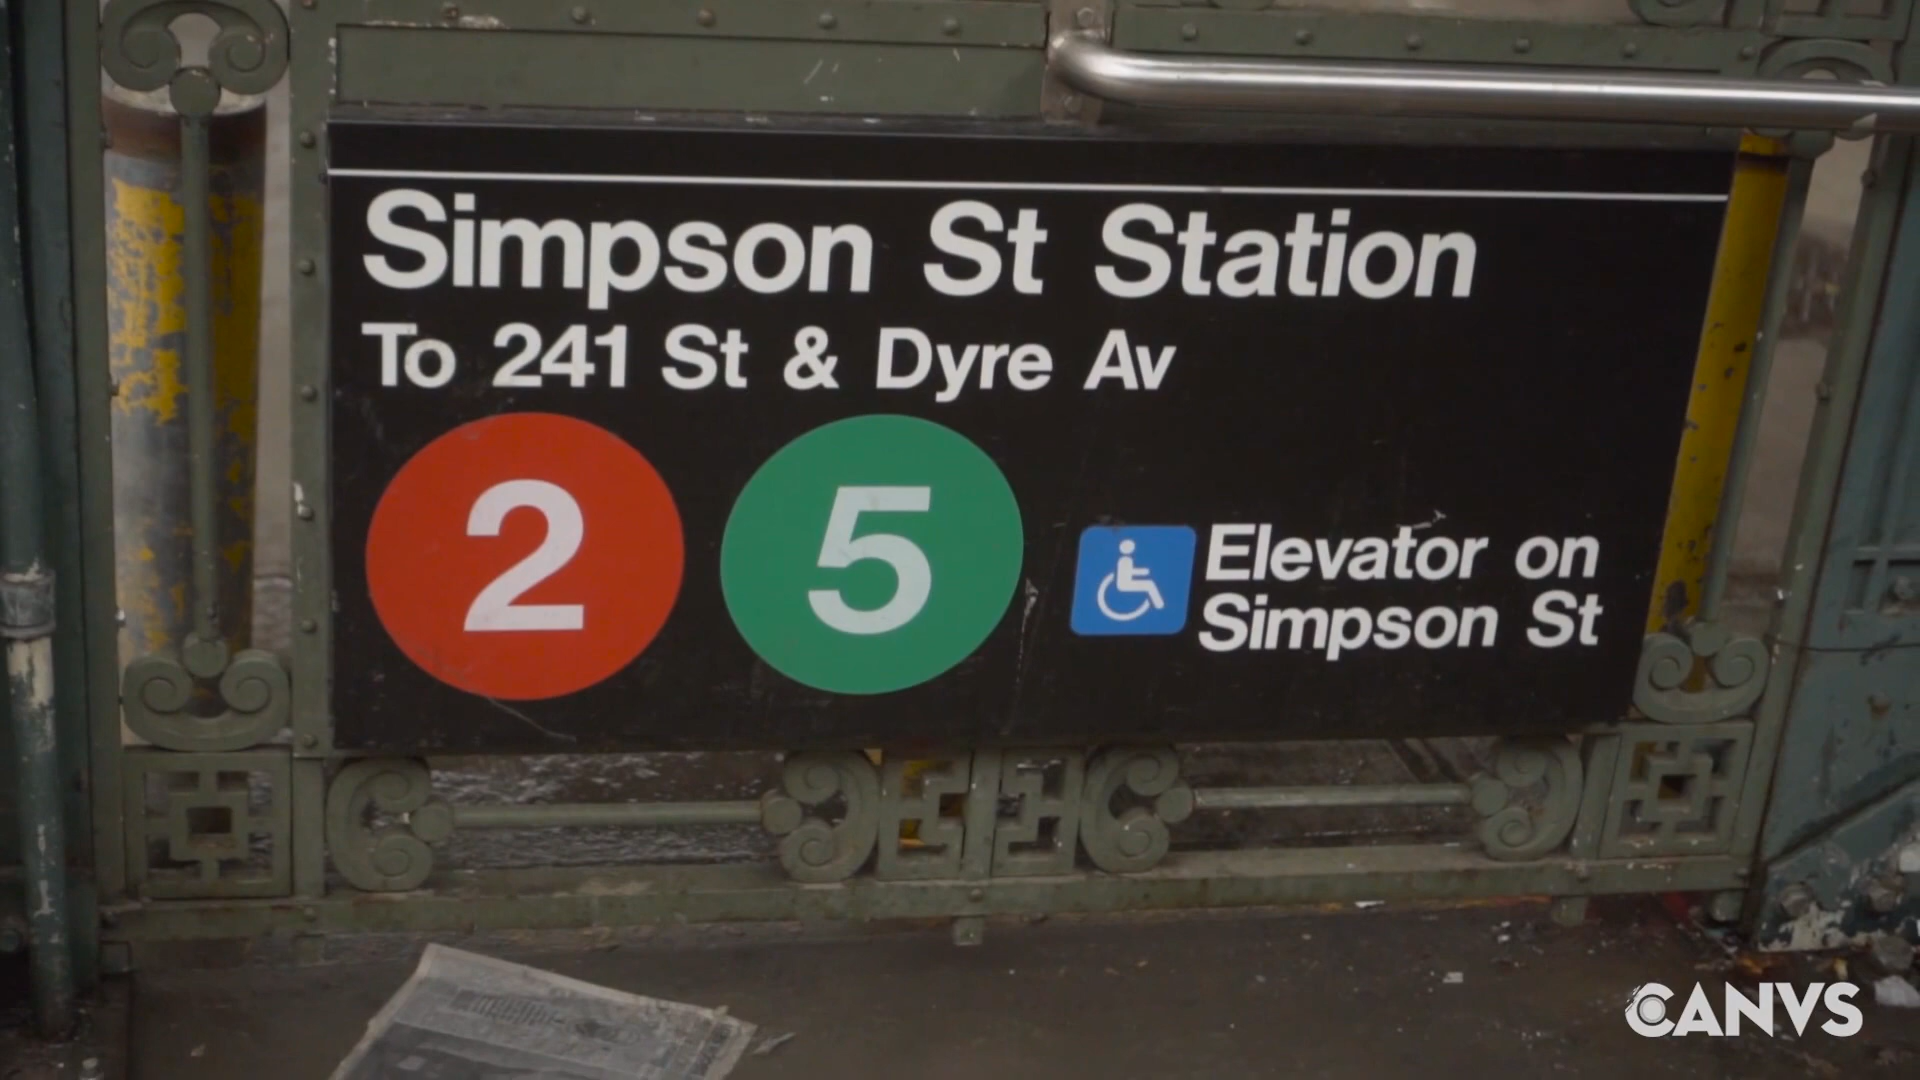 Simpson St Station
To 241 St & Dyre Av
2 5
Elevator on
Simpson St
CANVS